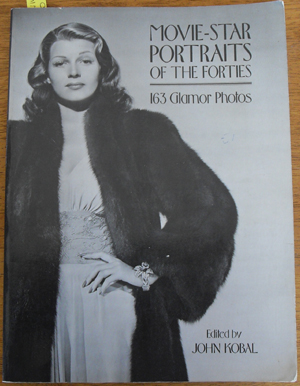 MOVIE-STAR
PORTRAITS
OF THE FORTIES
163 Glamor Photos
Edited by
JOHN KOBAL